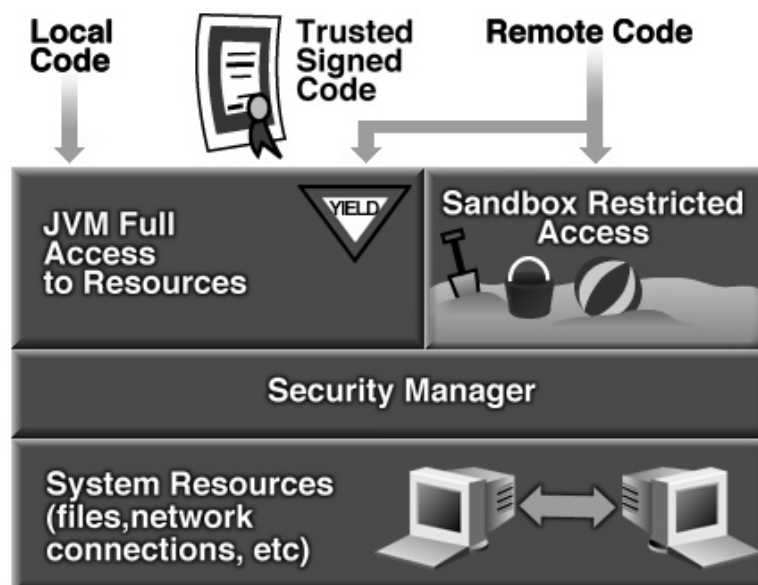 Local
Code
Trusted
Signed
Code
Remote Code
YIELD
JVM Full
Access
to Resources
Sandbox Restricted
Access
Security Manager
System Resources
(files,network
connections, etc)